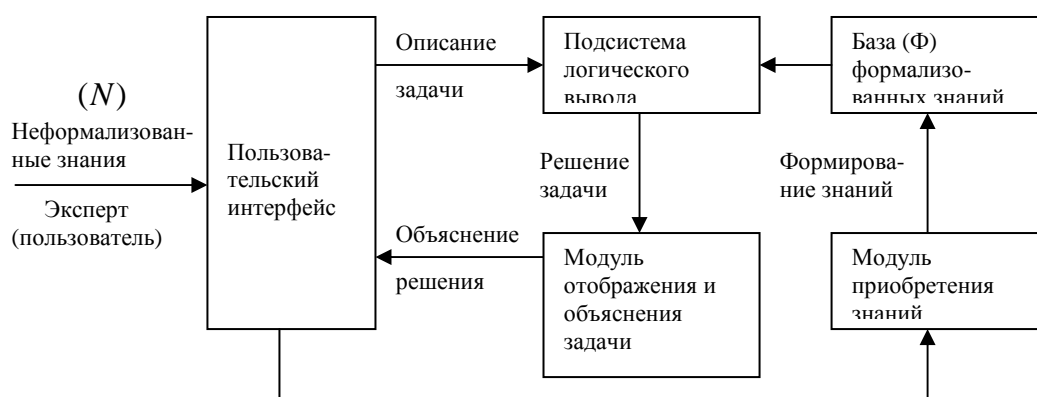 (N)
Неформализован-
ные знания
Эксперт
(пользователь)
Пользова-
тельский
интерфейс
Описание
задачи
Объяснение
решения
Подсистема
логического
вывода
Решение
задачи
Модуль
отображения и
объяснения
задачи
База (Ф)
формализо-
ванных знаний
Формирова-
ние знаний
Модуль
приобретения
знаний